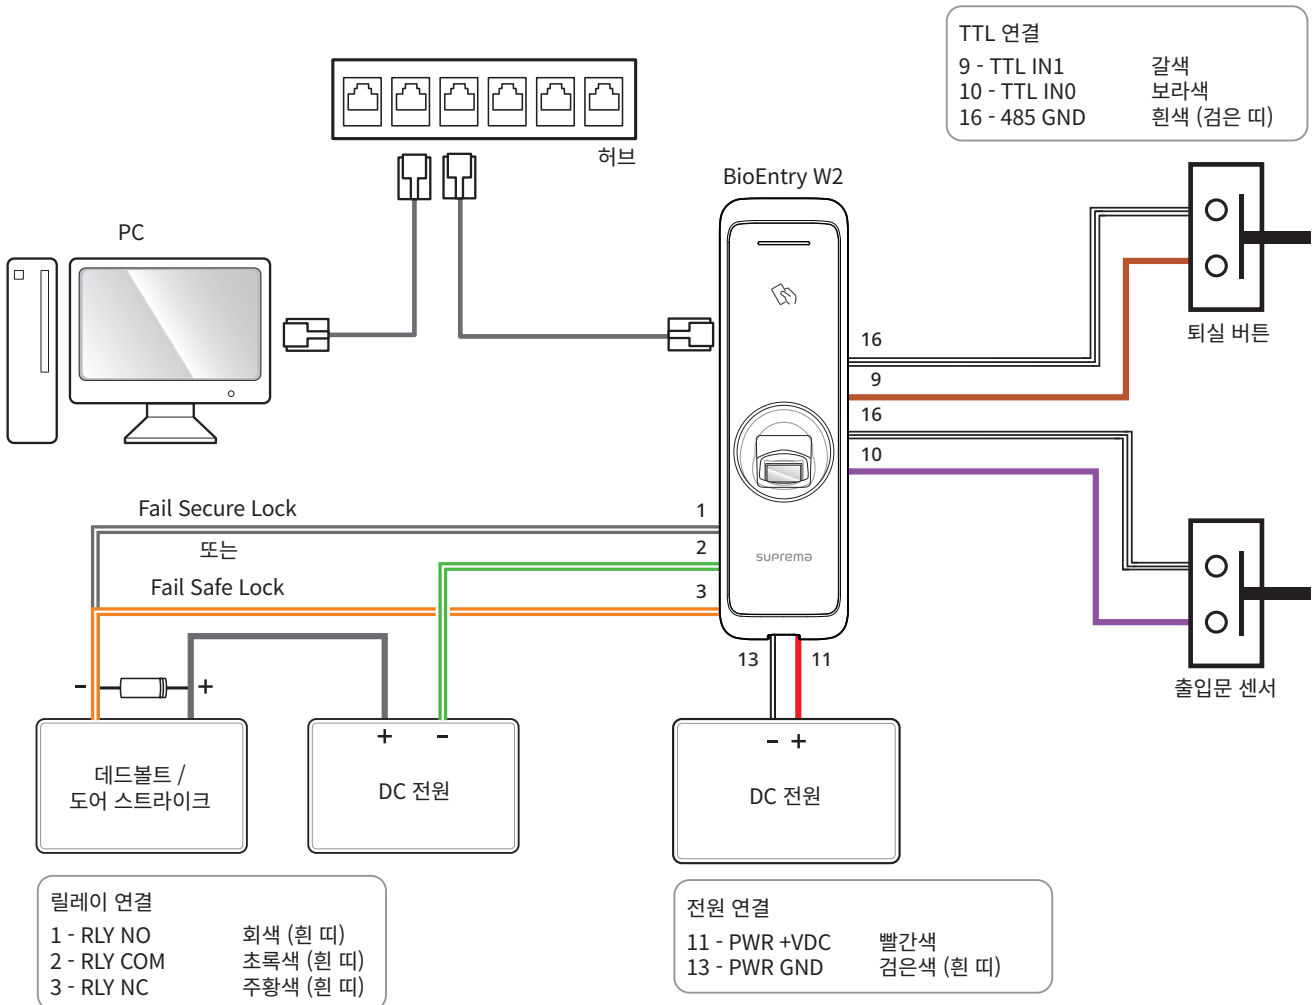 TTL 연결
9 - TTL IN1 갈색
10 - TTL IN0 보라색
16 - 485 GND 흰색 (검은 띠)
허브
BioEntry W2
PC
퇴실 버튼
16
9
16
10
Fail Secure Lock
1
또는
2
Fail Safe Lock
3
suprema
13
11
- +
+ -
- +
데드볼트 /
도어 스트라이크
DC 전원
DC 전원
출입문 센서
릴레이 연결
1 - RLY NO 회색 (흰 띠)
2 - RLY COM 초록색 (흰 띠)
3 - RLY NC 주황색 (흰 띠)
전원 연결
11 - PWR +VDC 빨간색
13 - PWR GND 검은색 (흰 띠)